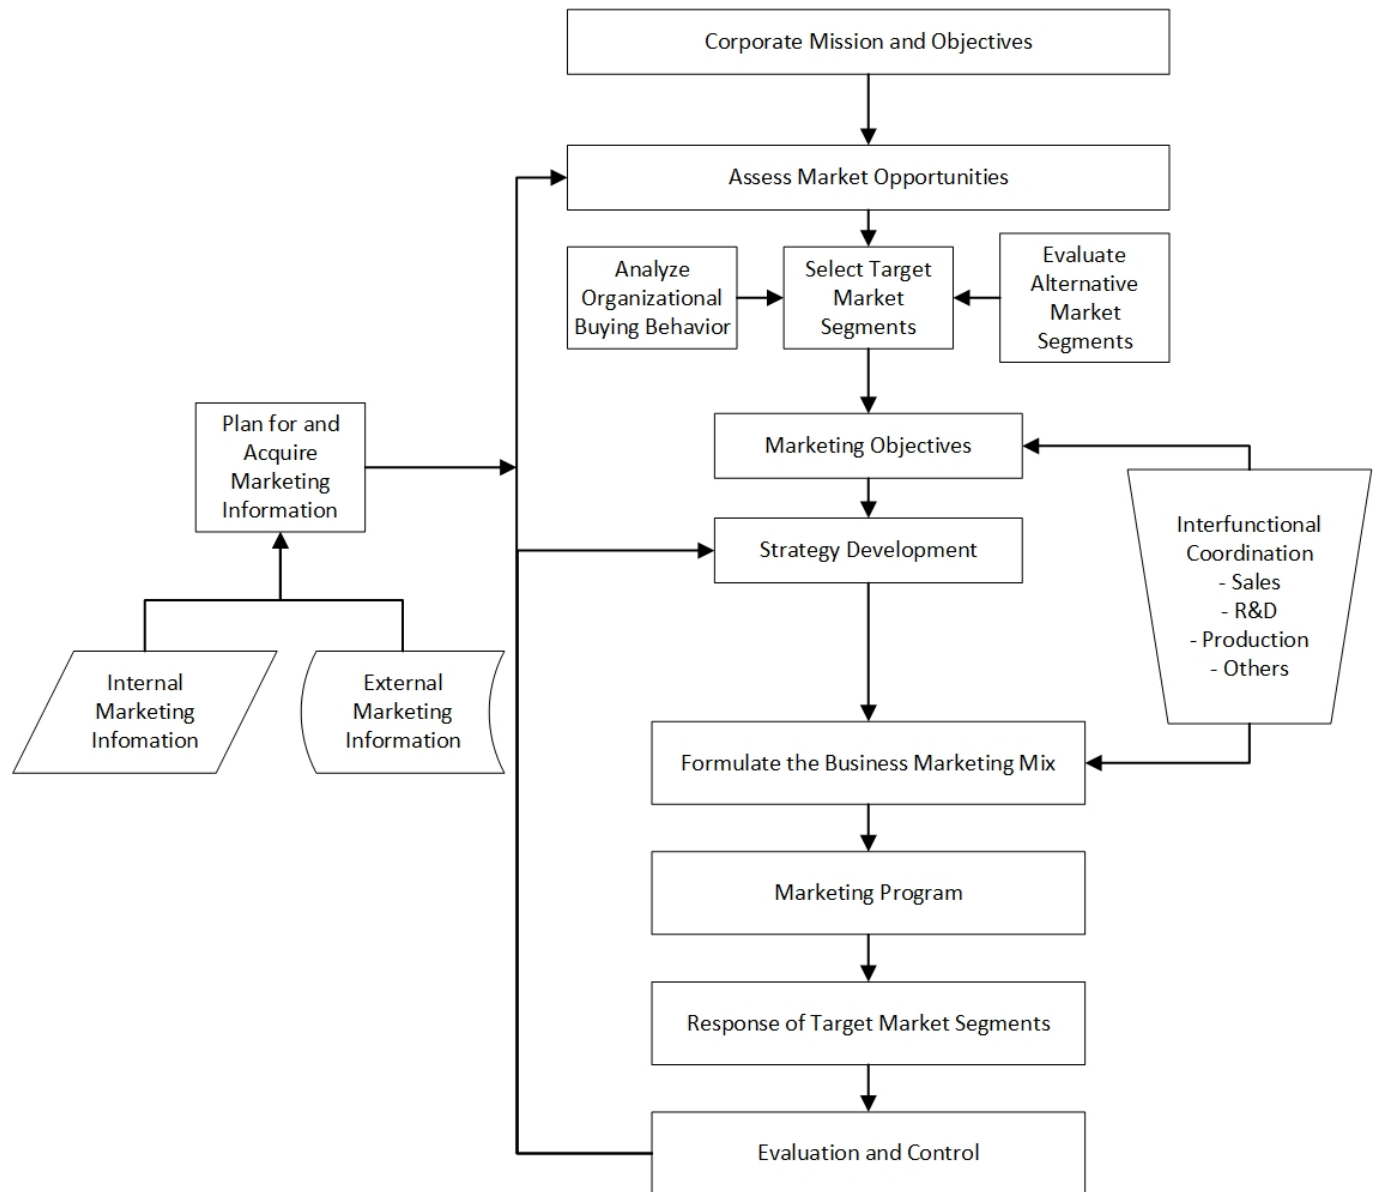 Corporate Mission and Objectives
Assess Market Opportunities
Analyze
Organizational
Buying Behavior
Select Target
Market
Segments
Evaluate
Alternative
Market
Segments
Plan for and
Acquire
Marketing
Information
Marketing Objectives
Interfunctional
Coordination
- Sales
- R&D
- Production
- Others
Strategy Development
Internal
Marketing
Infomation
External
Marketing
Information
Formulate the Business Marketing Mix
Marketing Program
Response of Target Market Segments
Evaluation and Control